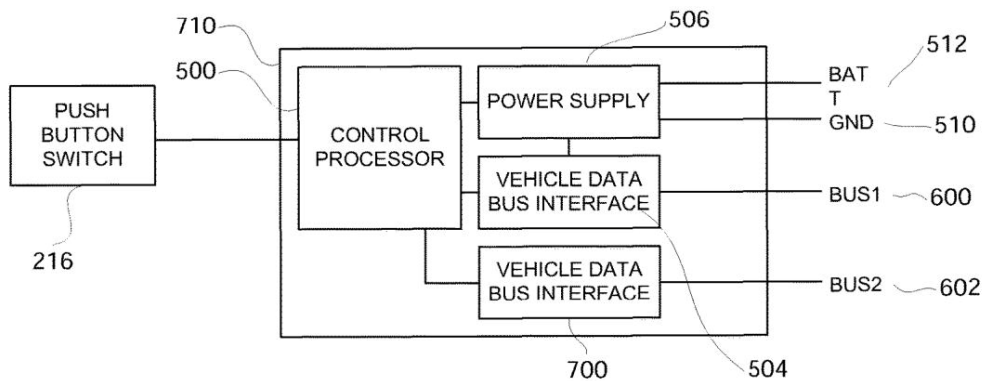 710
506
512
500
BAT
T
POWER SUPPLY
GND
510
PUSH
BUTTON
SWITCH
CONTROL
PROCESSOR
VEHICLE DATA
BUS INTERFACE
BUS1
600
216
VEHICLE DATA
BUS INTERFACE
BUS2
602
700
504